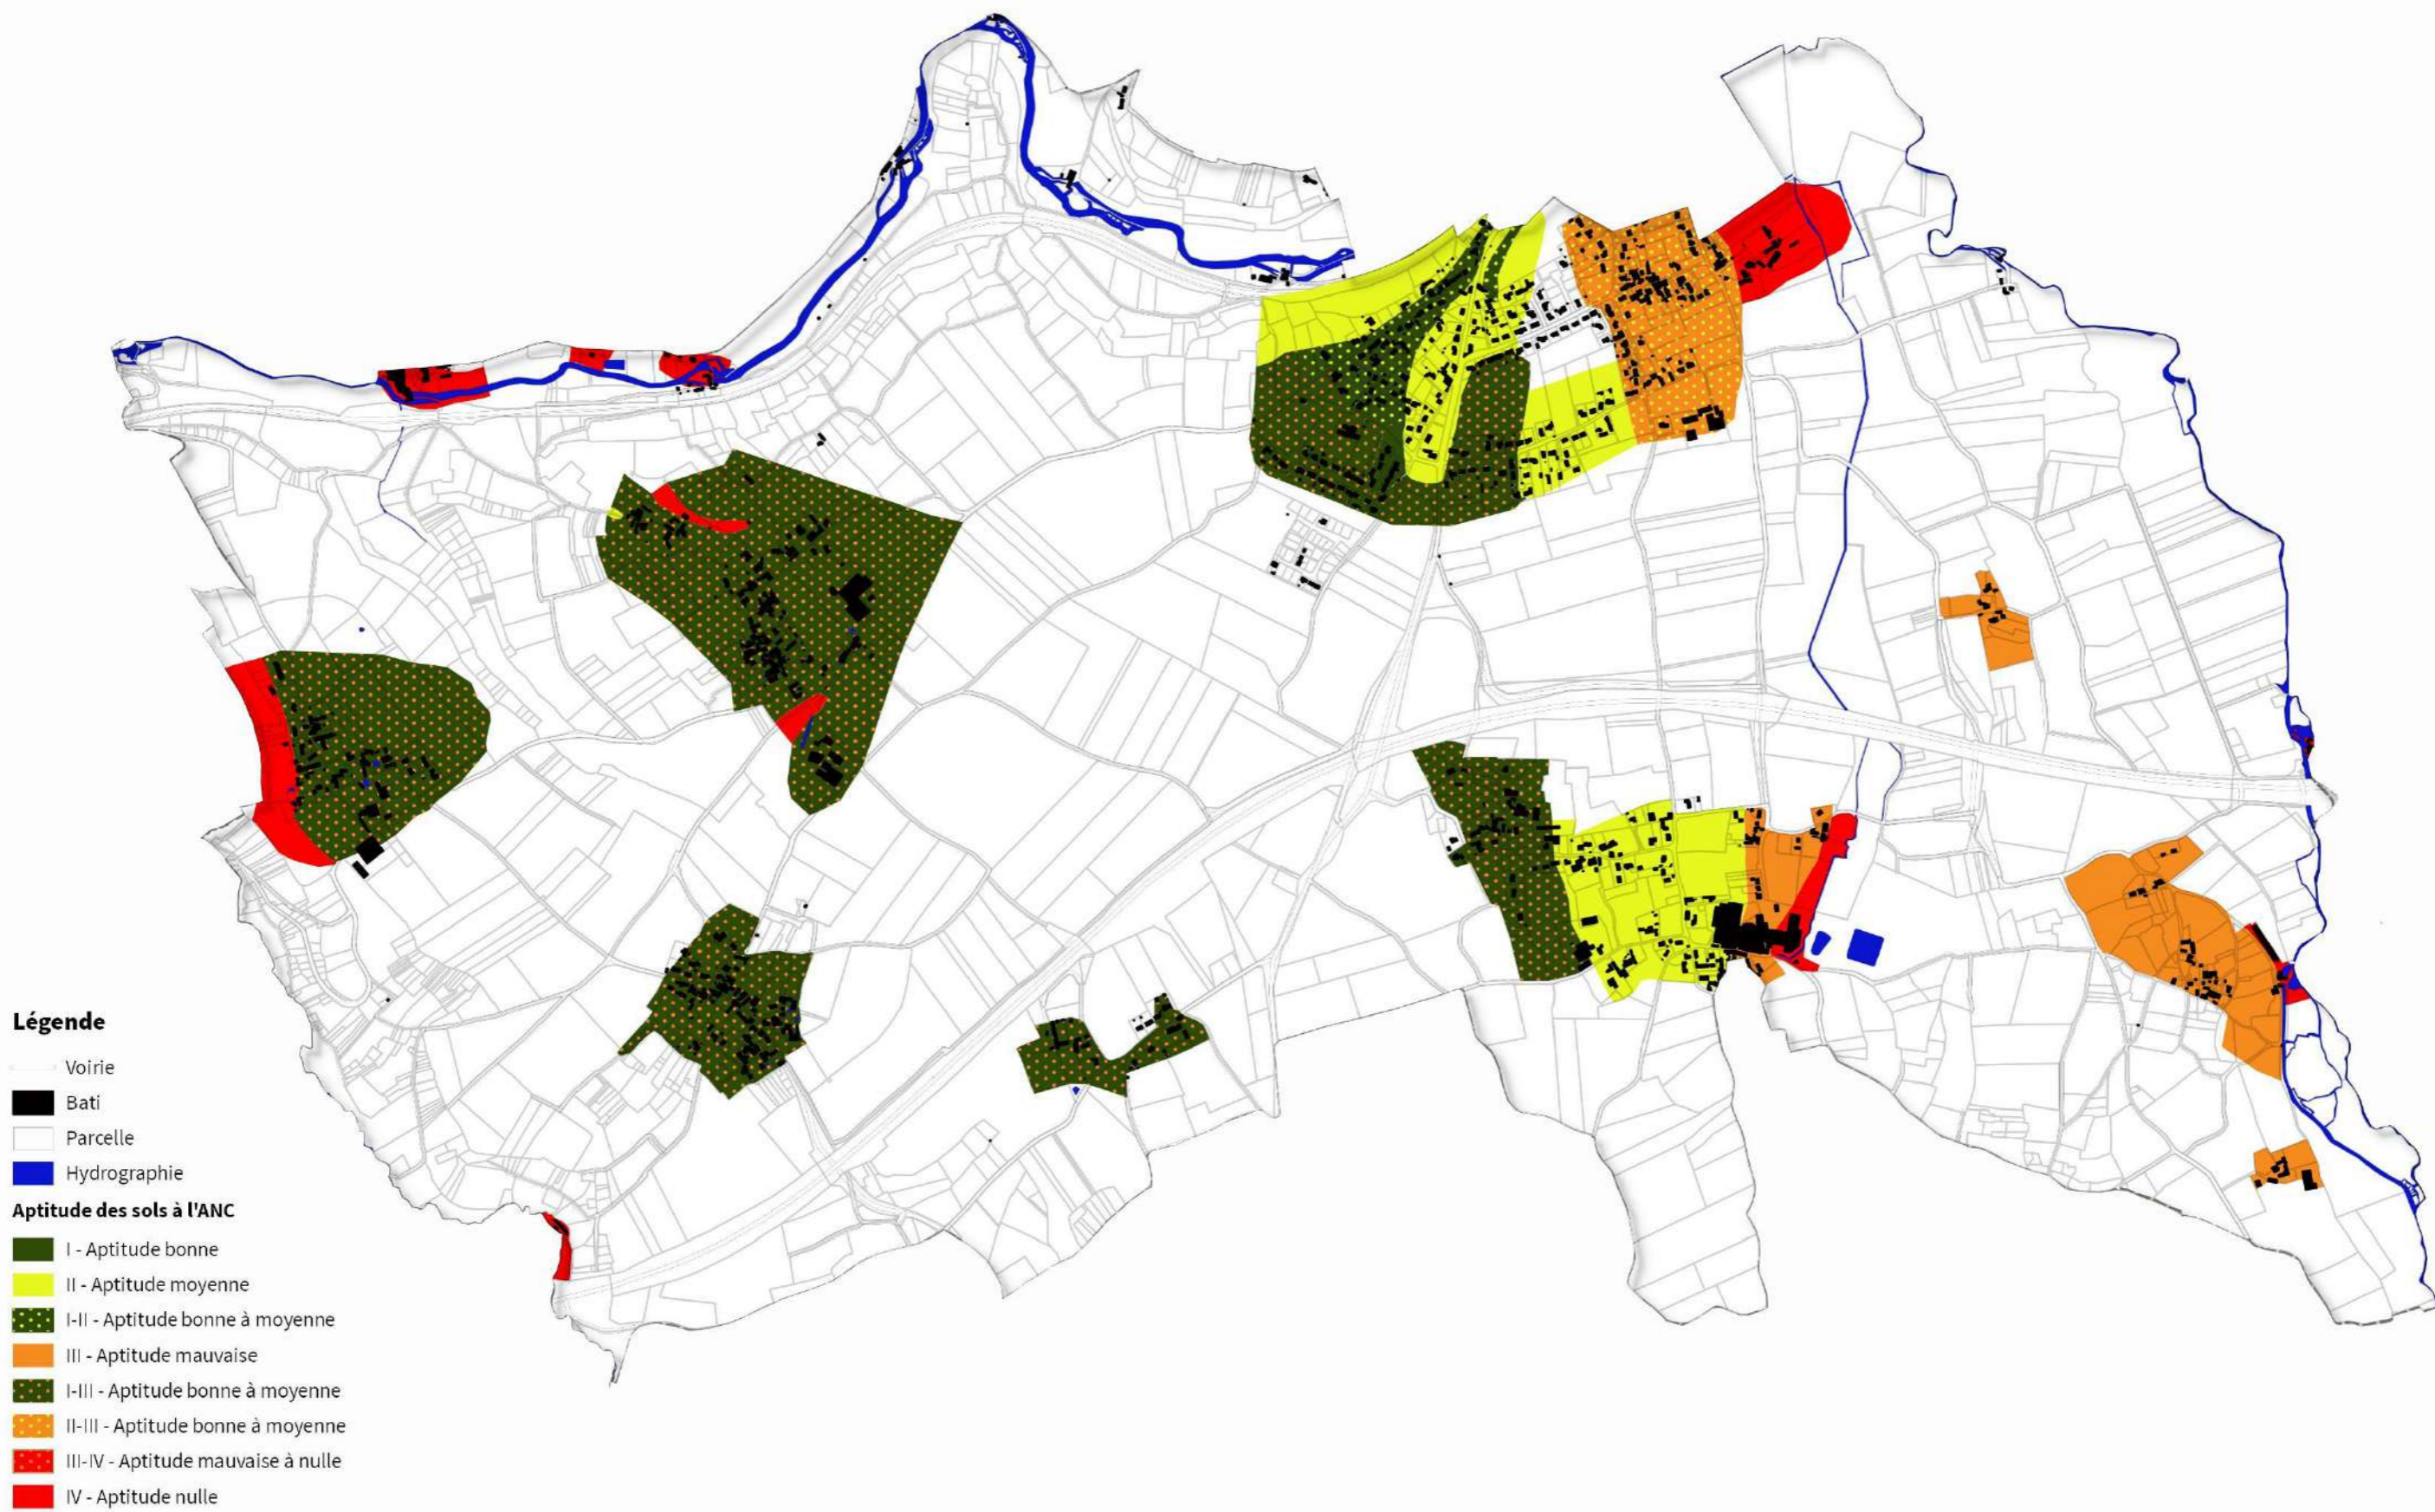 Légende
Voirie
Bati
Parcelle
Hydrographie
Aptitude des sols à l'ANC
I - Aptitude bonne
II - Aptitude moyenne
I-II - Aptitude bonne à moyenne
III - Aptitude mauvaise
I-III - Aptitude bonne à moyenne
II-III - Aptitude bonne à moyenne
III-IV - Aptitude mauvaise à nulle
IV - Aptitude nulle